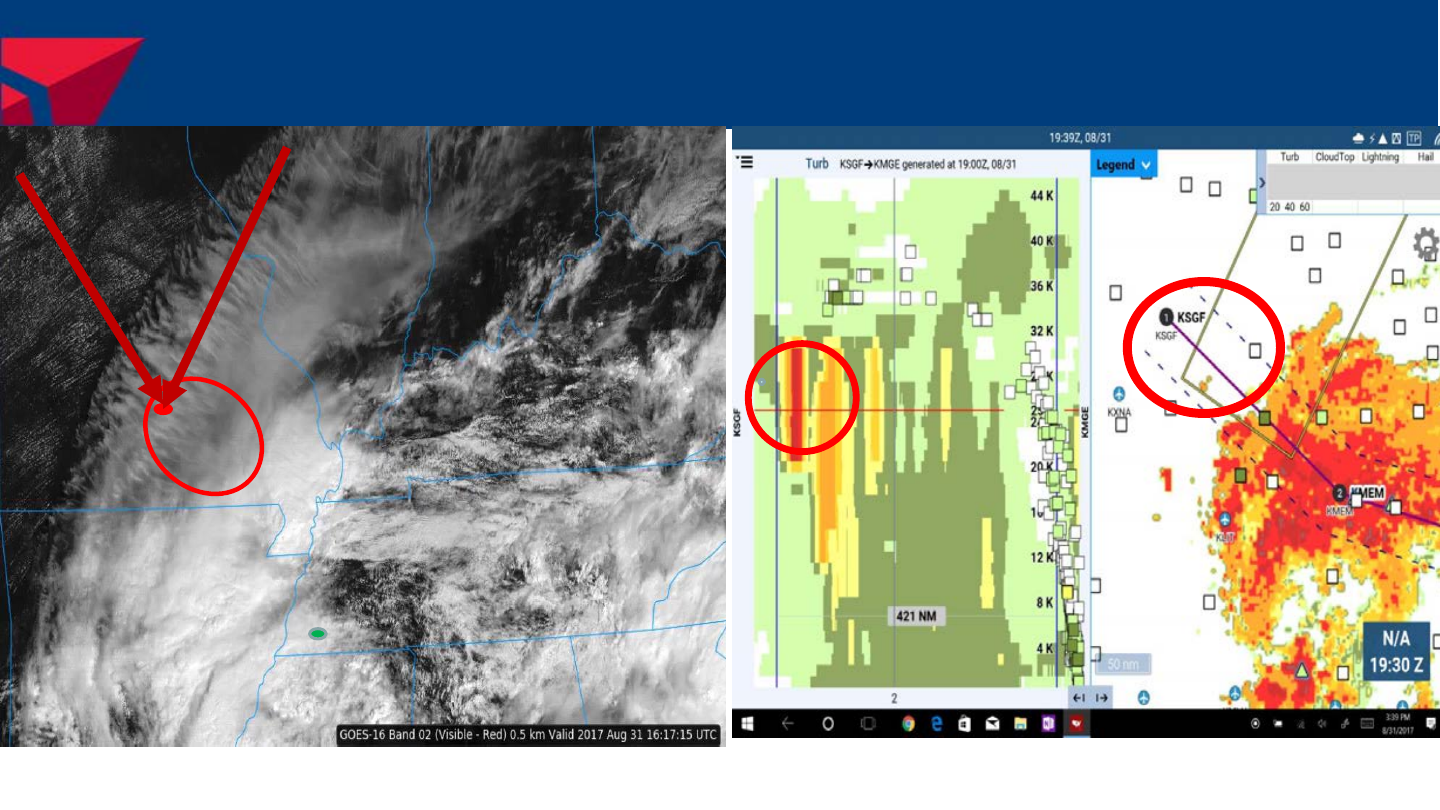 GOES-16 Band 02 (Visible - Red) 0.5 km Valid 2017 Aug 31 16:17:15 UTC
19:39Z, 08/31
TP
Turb KSGF→KMGE generated at 19:00Z, 08/31
Legend
Turb CloudTop Lightning Hail
20 40 60
44 K
40 K
36 K
32 K
20 K
12 K
8 K
4 K
KSGF
KMGE
421 NM
2
1 KSGF
KSGF
KXNA
1
2 KMEM
KMEM
KLIT
50 nm
N/A
19:30 Z
3:39 PM
8/31/2017